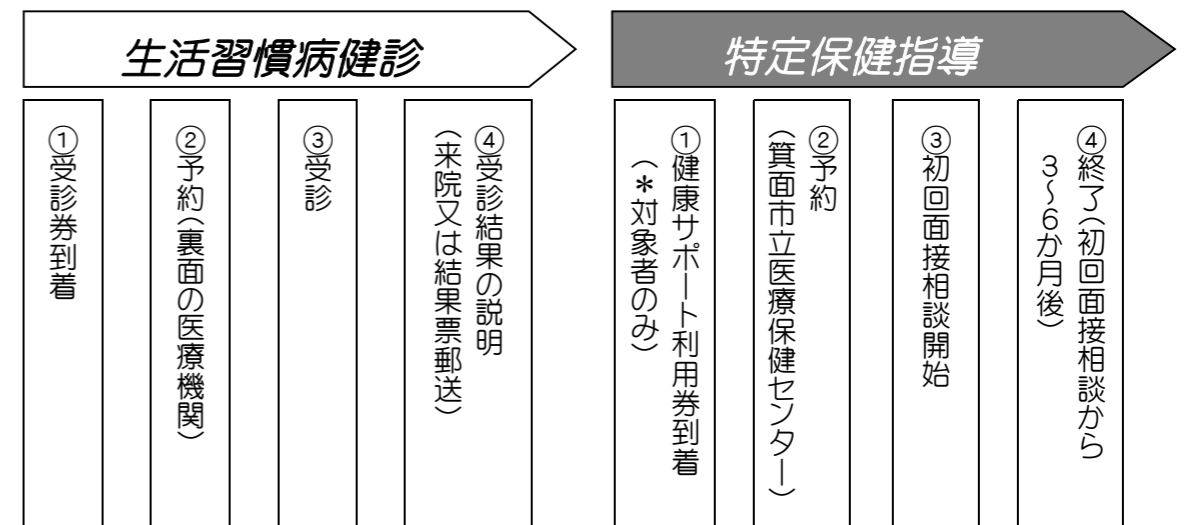 生活習慣病健診
①受診券到着
②予約（裏面の医療機関）
③受診
④受診結果の説明
（来院又は結果票郵送）
特定保健指導
①健康サポート利用券到着
（＊対象者のみ）
②予約
（箕面市立医療保健センター）
③初回面接相談開始
④終了（初回面接相談から
３～６か月後）